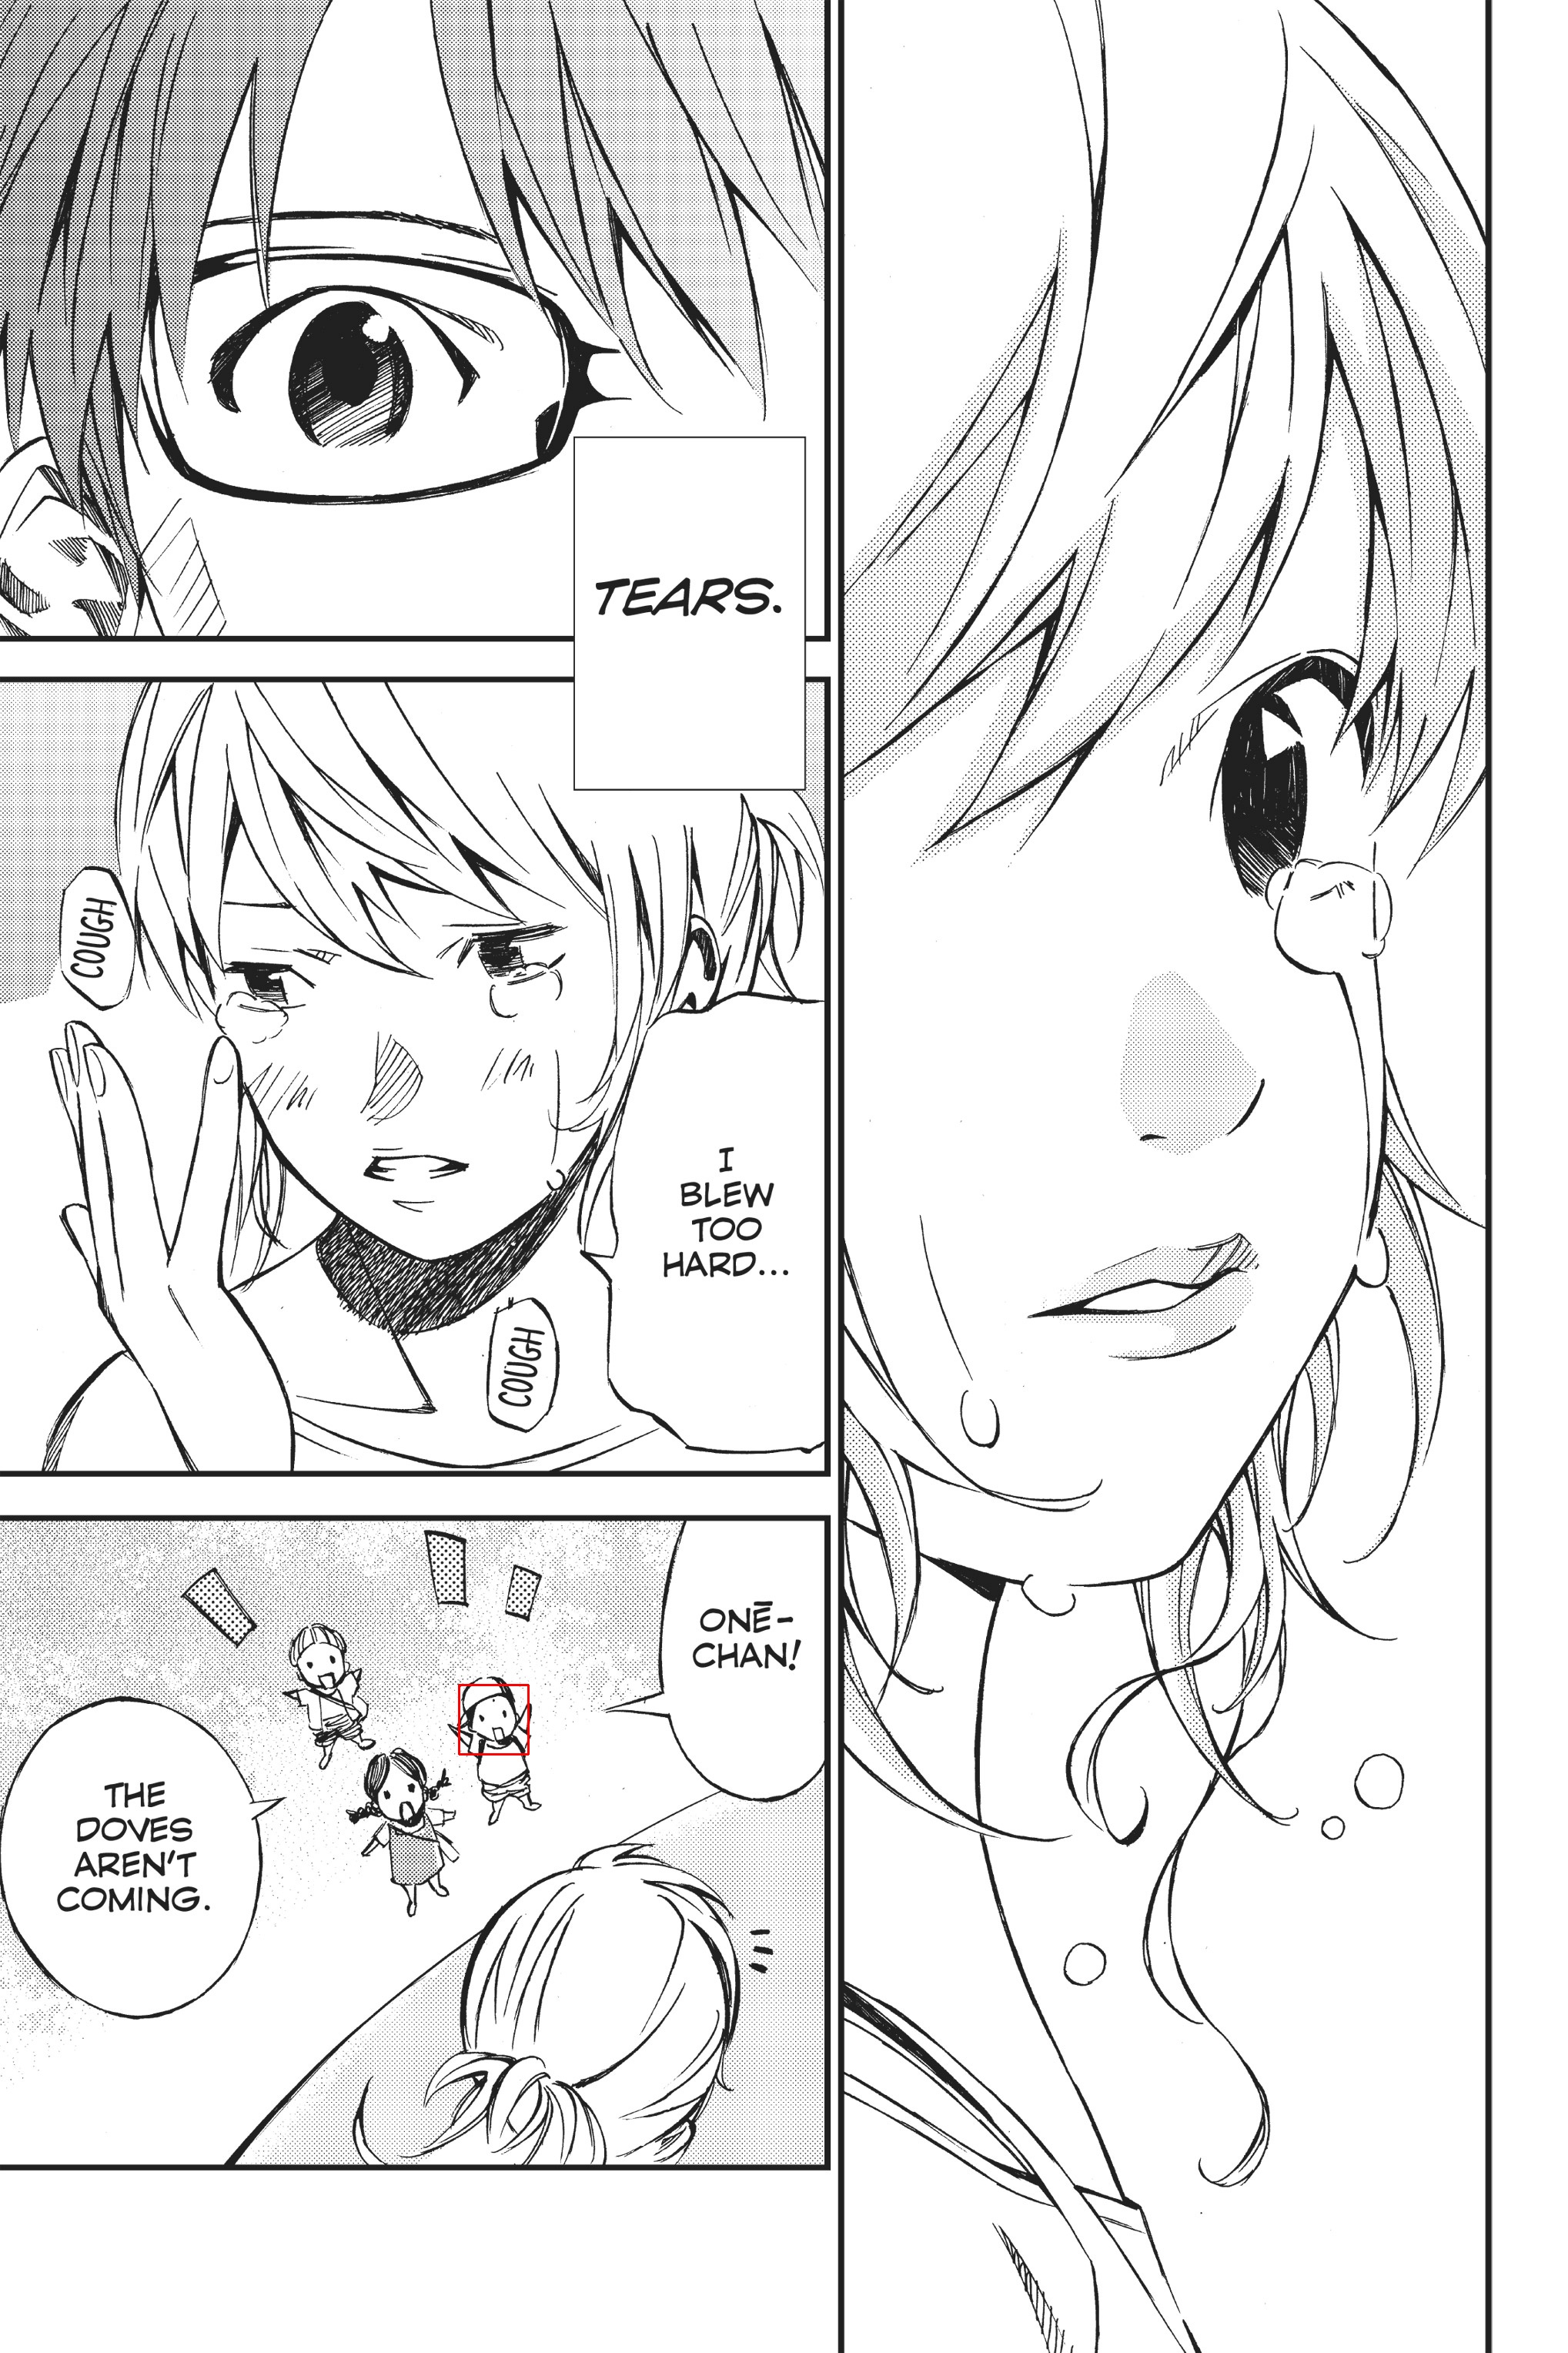 TEARS.
COUGH
I
BLEW
TOO
HARD...
COUGH
ONĒ-
CHAN!
THE
DOVES
AREN'T
COMING.